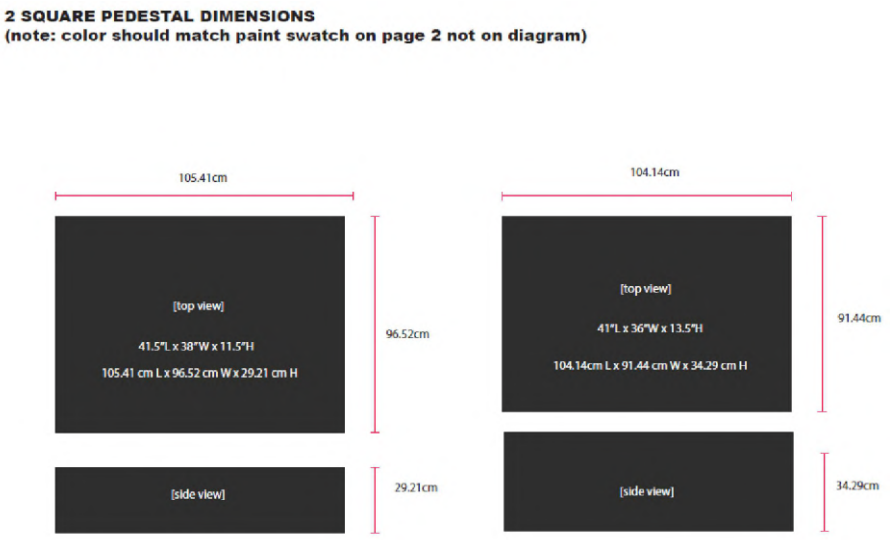 2 SQUARE PEDESTAL DIMENSIONS
(note: color should match paint swatch on page 2 not on diagram)
105.41cm
[top view]
41.5"L x 38"W x 11.5"H
105.41 cm L x 96.52 cm W x 29.21 cm H
96.52cm
[side view]
29.21cm
104.14cm
[top view]
41"L x 36"W x 13.5"H
104.14cm L x 91.44 cm W x 34.29 cm H
91.44cm
[side view]
34.29cm